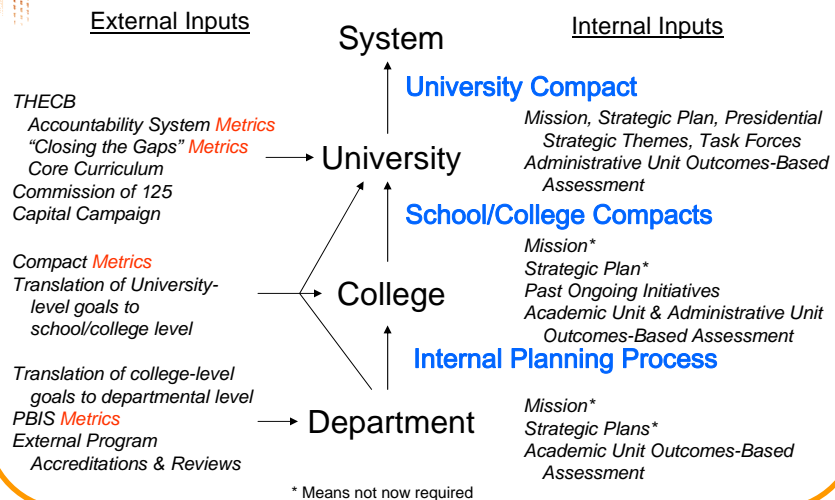 External Inputs
System
Internal Inputs
University Compact
THECB
Accountability System Metrics
“Closing the Gaps” Metrics
Core Curriculum
Commission of 125
Capital Campaign
University
Mission, Strategic Plan, Presidential
Strategic Themes, Task Forces
Administrative Unit Outcomes-Based
Assessment
School/College Compacts
Compact Metrics
Translation of University-
level goals to
school/college level
College
Mission*
Strategic Plan*
Past Ongoing Initiatives
Academic Unit & Administrative Unit
Outcomes-Based Assessment
Internal Planning Process
Translation of college-level
goals to departmental level
PBIS Metrics
External Program
Accreditations & Reviews
Department
Mission*
Strategic Plans*
Academic Unit Outcomes-Based
Assessment
* Means not now required